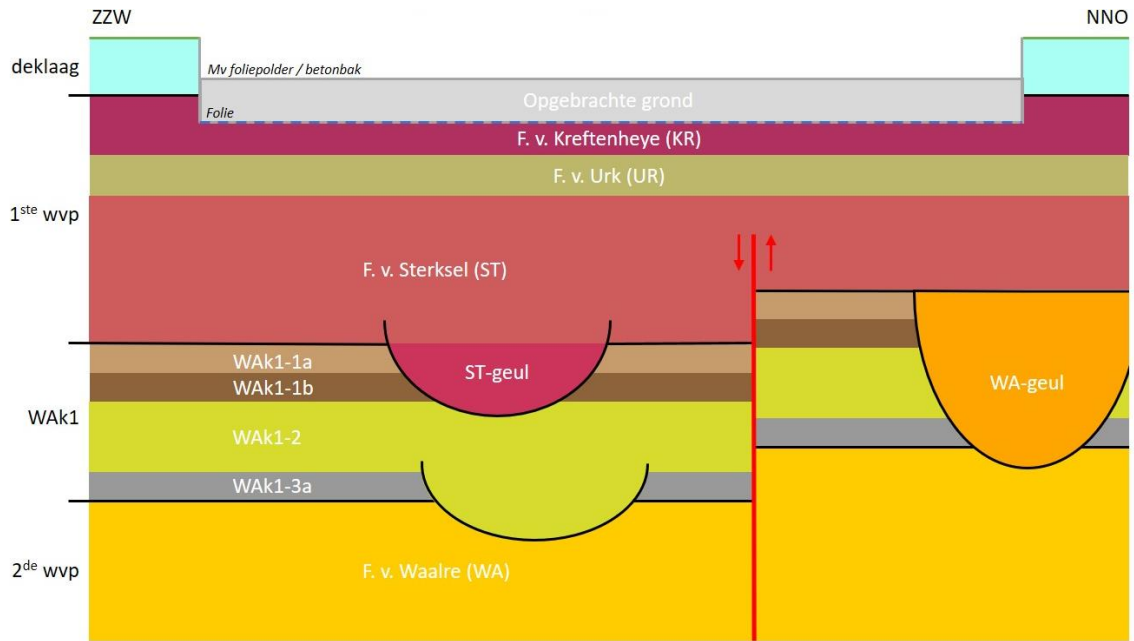 ZZW
NNO
deklaag
Mv foliepolder / betonbak
Opgebrachte grond
Folie
F. v. Kreftenheye (KR)
F. v. Urk (UR)
1ste wvp
F. v. Sterksel (ST)
WAk1-1a
ST-geul
WA-geul
WAk1-1b
WAk1
WAk1-2
WAk1-3a
2de wvp
F. v. Waalre (WA)